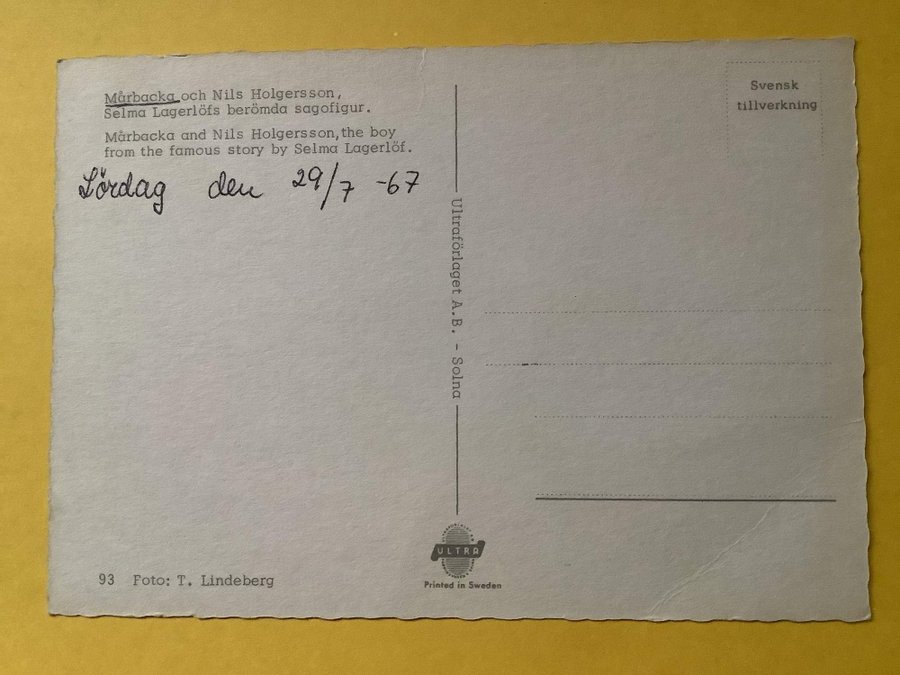 Mårbacka och Nils Holgersson,
Selma Lagerlöfs berömda sagofigur.
Mårbacka and Nils Holgersson, the boy
from the famous story by Selma Lagerlöf.
Lördag den 29/7 -67
93 Foto: T. Lindeberg
Ultraförlaget A.B. - Solna
ULTRA
Printed in Sweden
Svensk
tillverkning